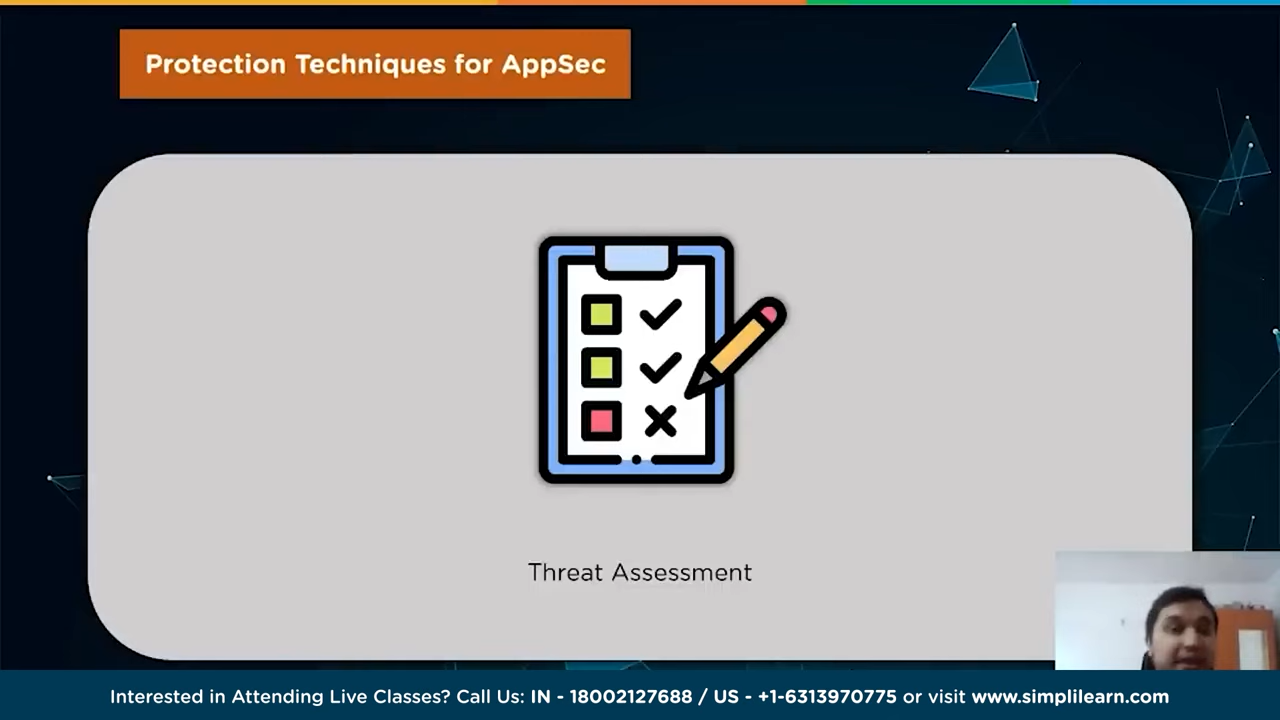 Protection Techniques for AppSec
Threat Assessment
Interested in Attending Live Classes? Call Us: IN - 18002127688 / US - +1-6313970775 or visit www.simplilearn.com